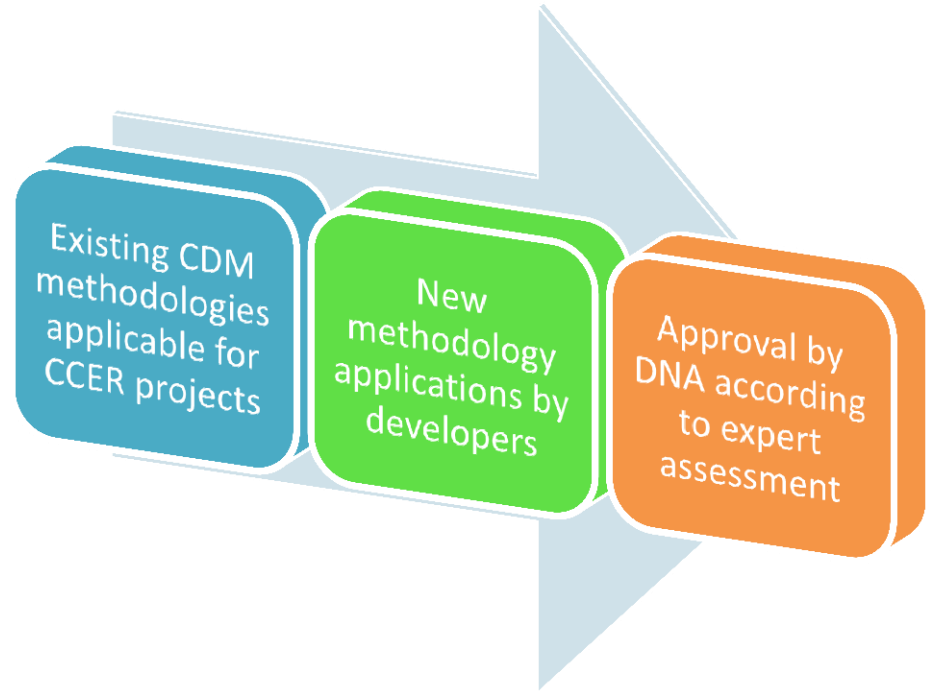 Existing CDM
methodologies
applicable for
CCER projects
New
methodology
applications by
developers
Approval by
DNA according
to expert
assessment